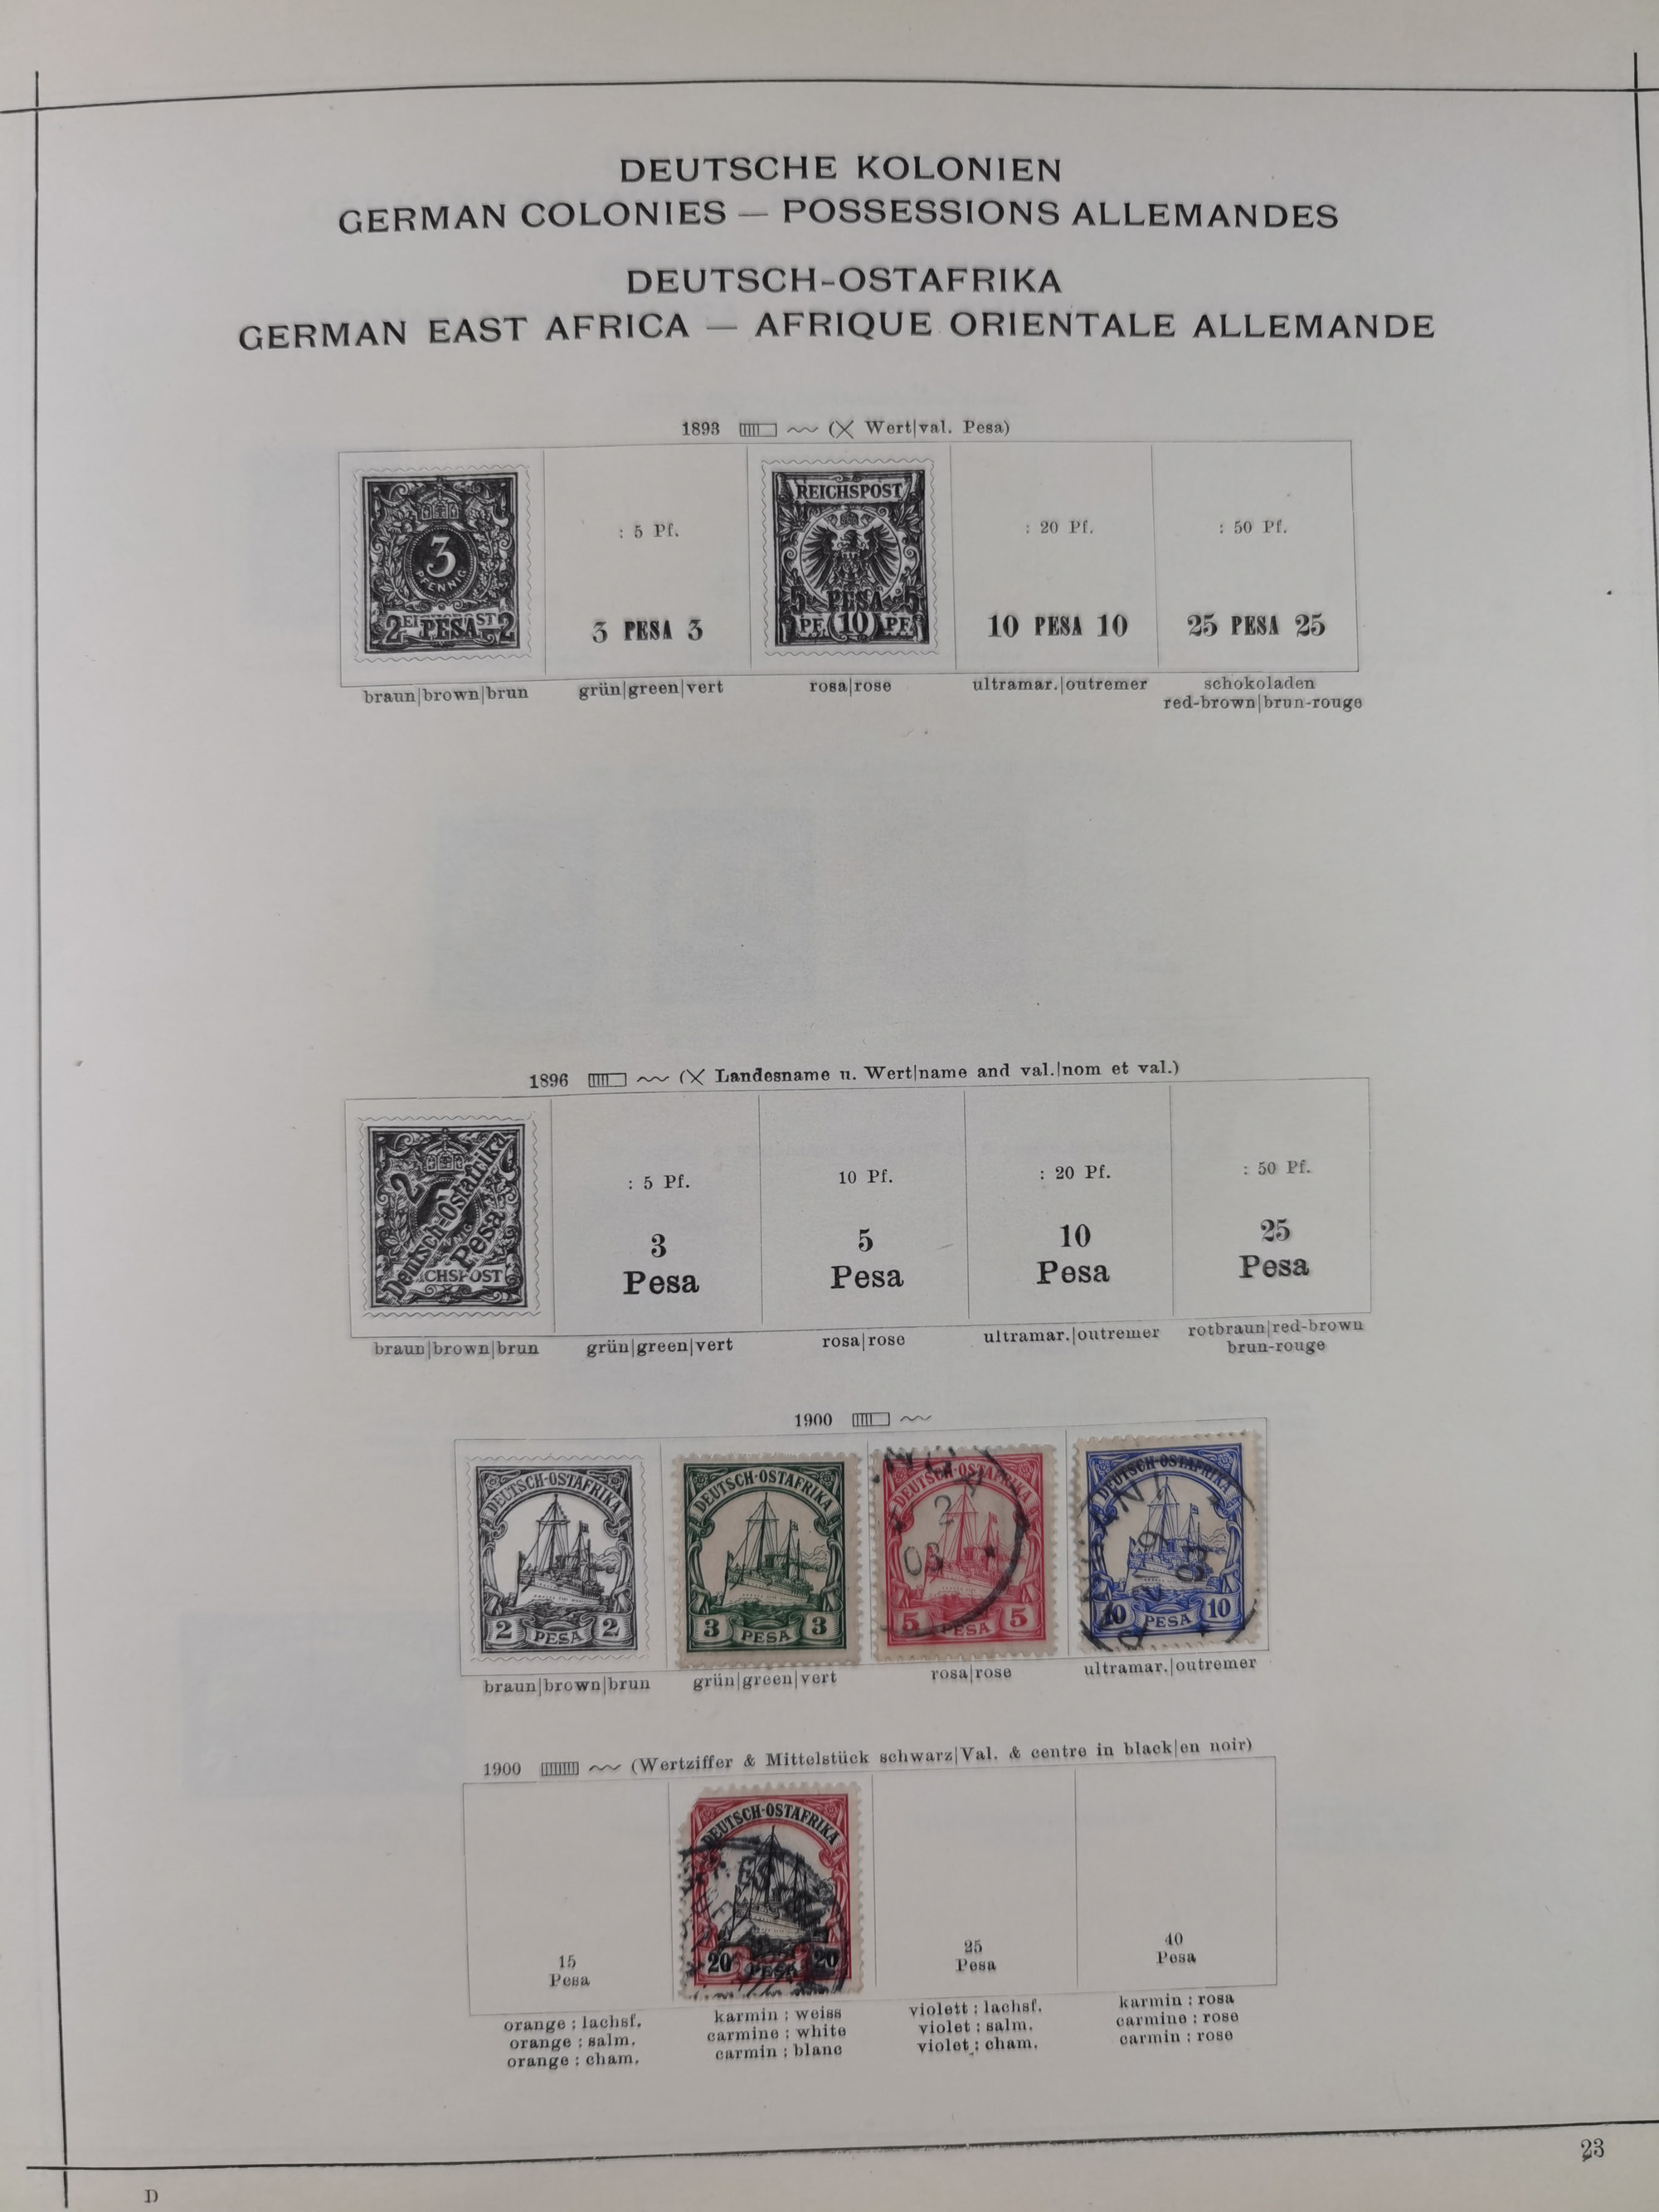 DEUTSCHE KOLONIEN
GERMAN COLONIES — POSSESSIONS ALLEMANDES
DEUTSCH-OSTAFRIKA
GERMAN EAST AFRICA — AFRIQUE ORIENTALE ALLEMANDE
1893 (X Wert|val. Pesa)
3
PFENNIG
2 PESA 2
: 5 Pf.
3 PESA 3
REICHSPOST
5 PESA 5
PF. 10 PF.
: 20 Pf.
10 PESA 10
: 50 Pf.
25 PESA 25
braun|brown|brun
grün|green|vert
rosa|rose
ultramar.|outremer
schokoladen
red-brown|brun-rouge
1896 (X Landesname u. Wert|name and val.|nom et val.)
2
Deutsch-Ostafrika
Pesa
CHSPOST
: 5 Pf.
3
Pesa
10 Pf.
5
Pesa
: 20 Pf.
10
Pesa
: 50 Pf.
25
Pesa
braun|brown|brun
grün|green|vert
rosa|rose
ultramar.|outremer
rotbraun|red-brown
brun-rouge
1900
DEUTSCH-OSTAFRIKA
2 PESA 2
DEUTSCH-OSTAFRIKA
3 PESA 3
DEUTSCH-OSTAFRIKA
03
5 PESA 5
DEUTSCH-OSTAFRIKA
10 PESA 10
braun|brown|brun
grün|green|vert
rosa|rose
ultramar.|outremer
1900 (Wertziffer & Mittelstück schwarz|Val. & centre in black|en noir)
15
Pesa
DEUTSCH-OSTAFRIKA
20 PESA 20
25
Pesa
40
Pesa
orange : lachsf.
orange : salm.
orange : cham.
karmin : weiss
carmine : white
carmin : blanc
violett : lachsf.
violet : salm.
violet : cham.
karmin : rosa
carmine : rose
carmin : rose
D
23